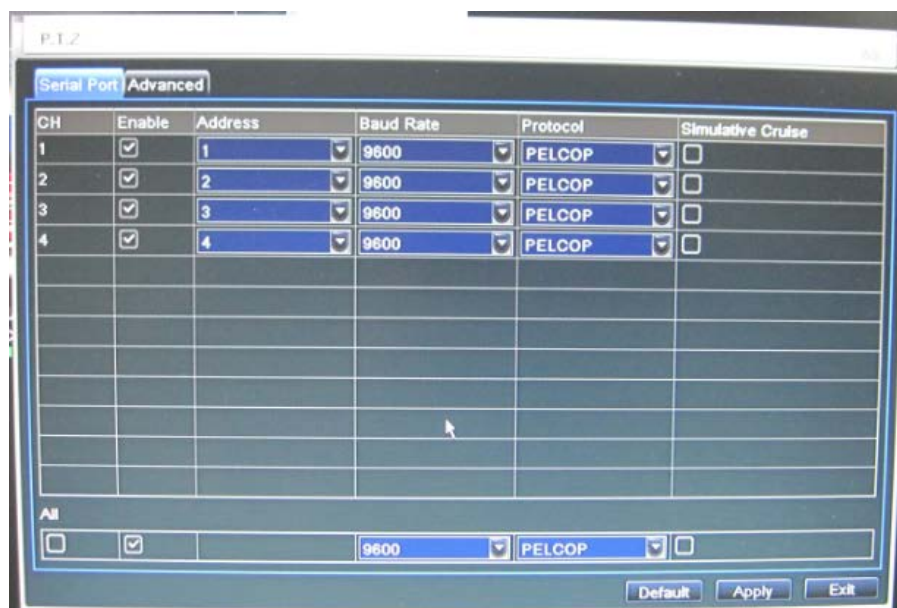 P.T.Z
Serial Port Advanced
CH Enable Address Baud Rate Protocol Simulative Cruise
1 1 9600 PELCOP
2 2 9600 PELCOP
3 3 9600 PELCOP
4 4 9600 PELCOP
All
9600 PELCOP
Default Apply Exit